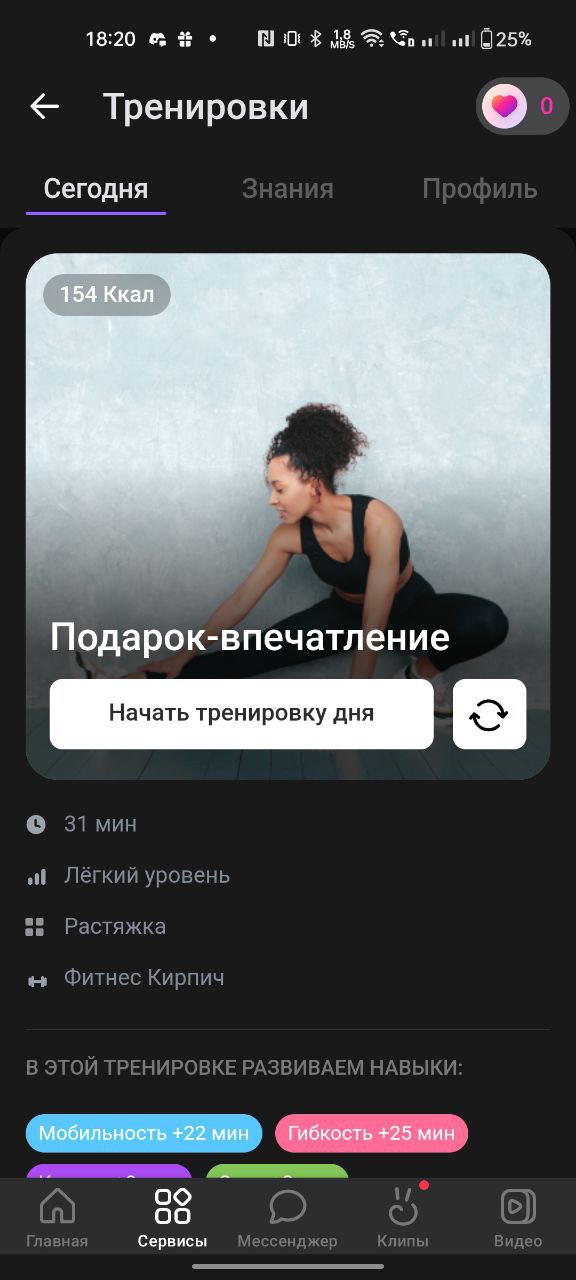 18:20
1,8
MB/S
25%
Тренировки
0
Сегодня
Знания
Профиль
154 Ккал
Подарок-впечатление
Начать тренировку дня
31 мин
Лёгкий уровень
Растяжка
Фитнес Кирпич
В ЭТОЙ ТРЕНИРОВКЕ РАЗВИВАЕМ НАВЫКИ:
Мобильность +22 мин
Гибкость +25 мин
Главная
Сервисы
Мессенджер
Клипы
Видео